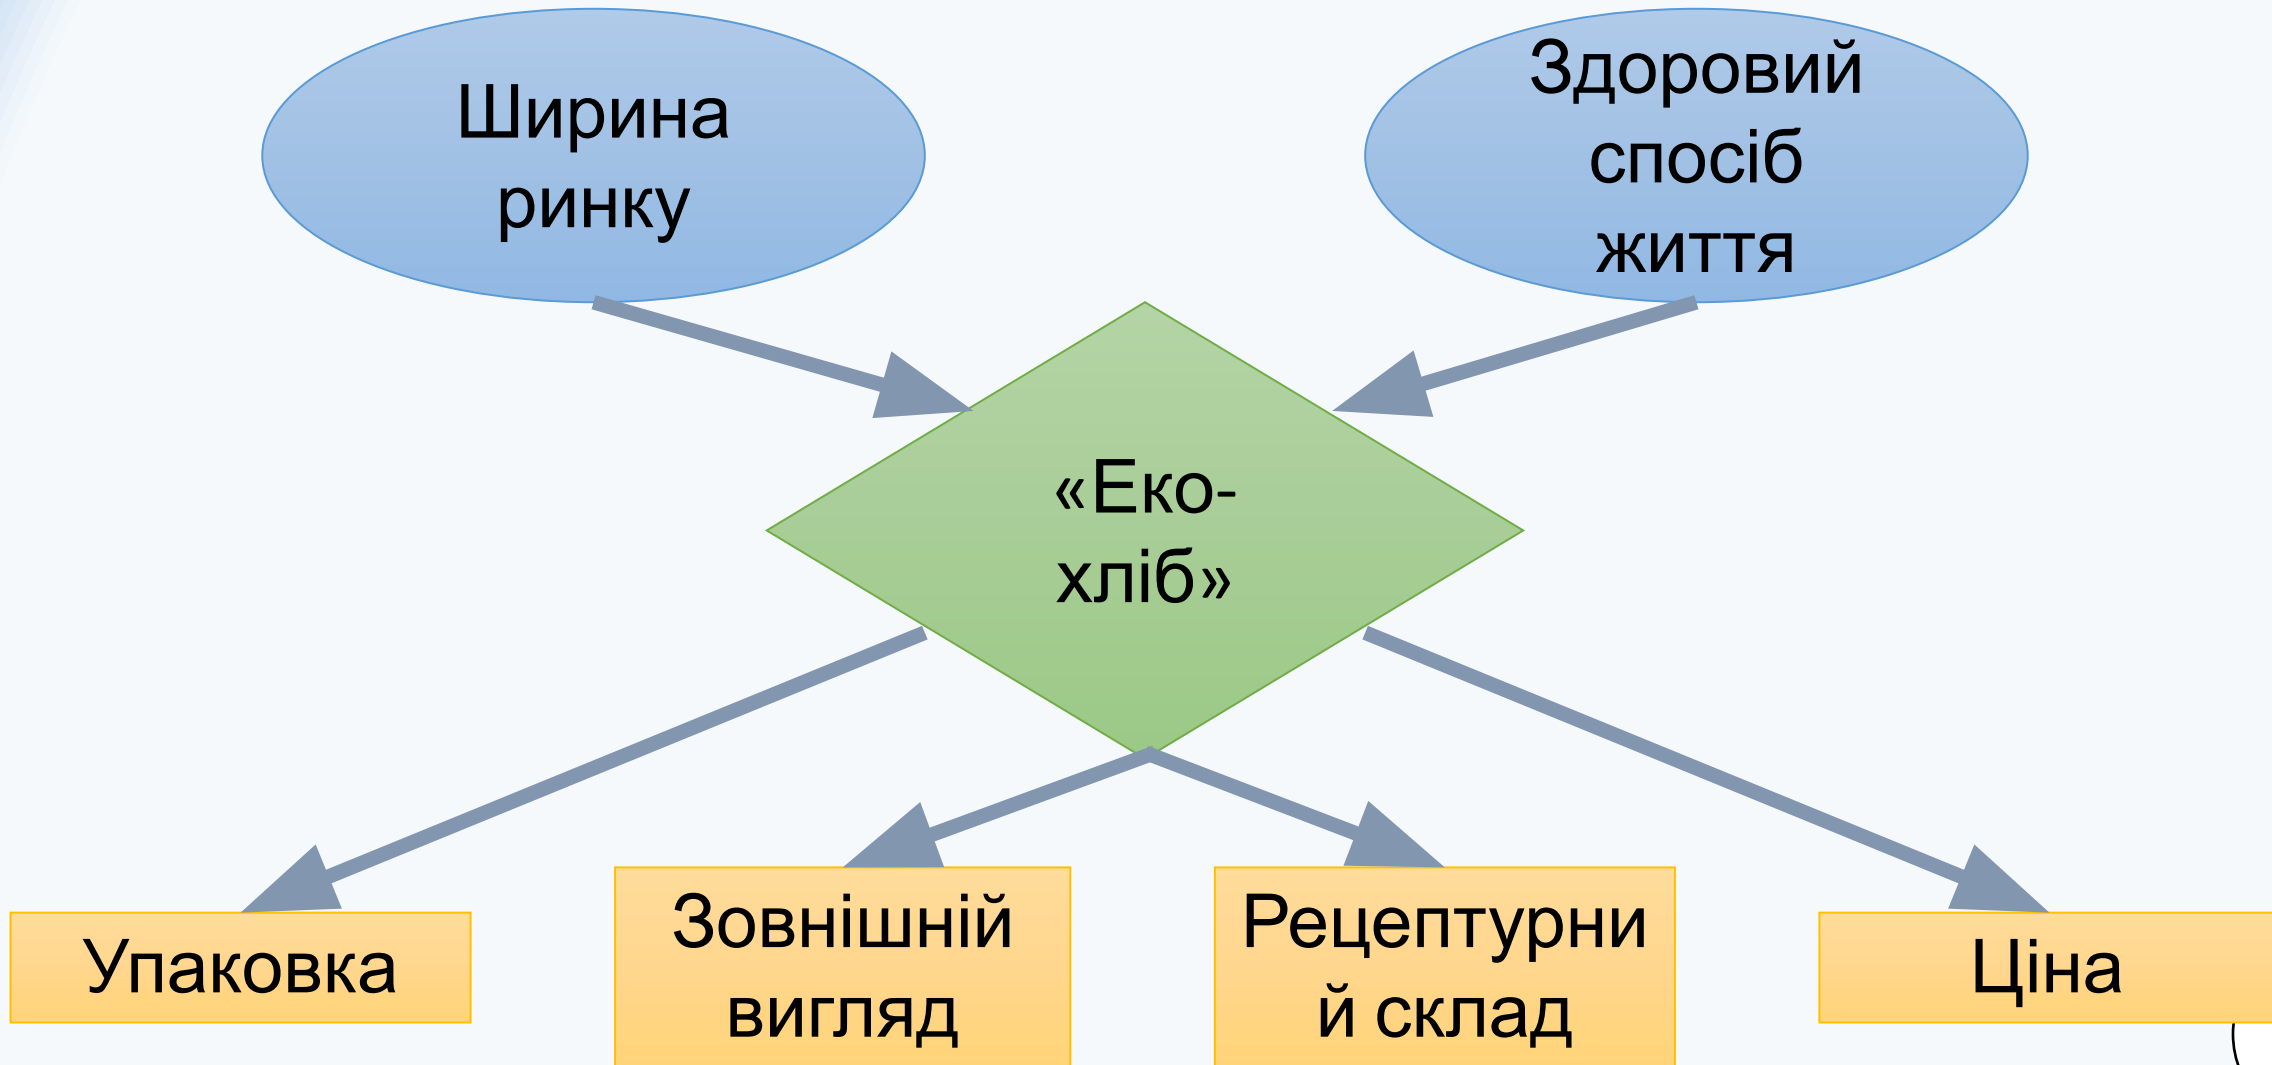 Ширина
ринку
Здоровий
спосіб
життя
«Еко-
хліб»
Упаковка
Зовнішній
вигляд
Рецептурни
й склад
Ціна